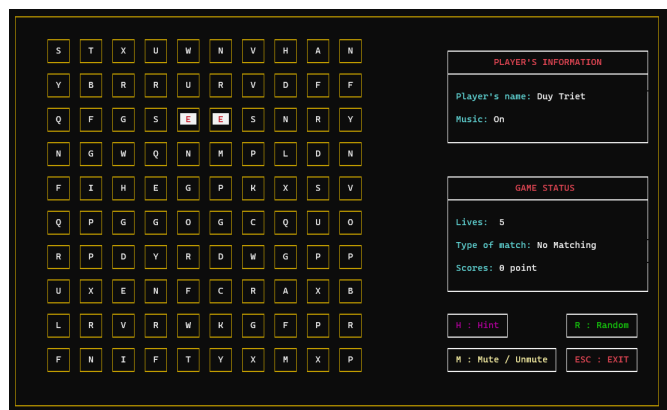 S T X U W N V H A N
Y B R R U R V D F F
Q F G S E E S N R Y
N G W Q N M P L D N
F I H E G P K X S V
Q P G G O G C Q U O
R P D Y R D W G P P
U X E N F C R A X B
L R V R W K G F P R
F N I F T Y X M X P
PLAYER'S INFORMATION
Player's name: Duy Triet
Music: On
GAME STATUS
Lives: 5
Type of match: No Matching
Scores: 0 point
H : Hint
R : Random
M : Mute / Unmute
ESC : EXIT